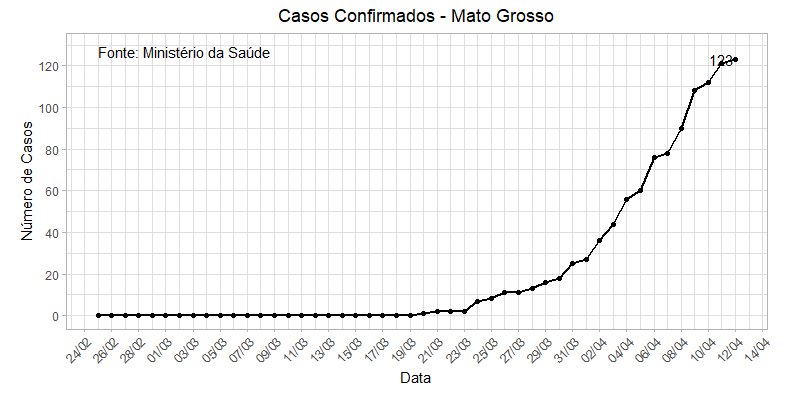 Casos Confirmados - Mato Grosso
Fonte: Ministério da Saúde
123
Número de Casos
120
100
80
60
40
20
0
24/02 26/02 28/02 01/03 03/03 05/03 07/03 09/03 11/03 13/03 15/03 17/03 19/03 21/03 23/03 25/03 27/03 29/03 31/03 02/04 04/04 06/04 08/04 10/04 12/04 14/04
Data